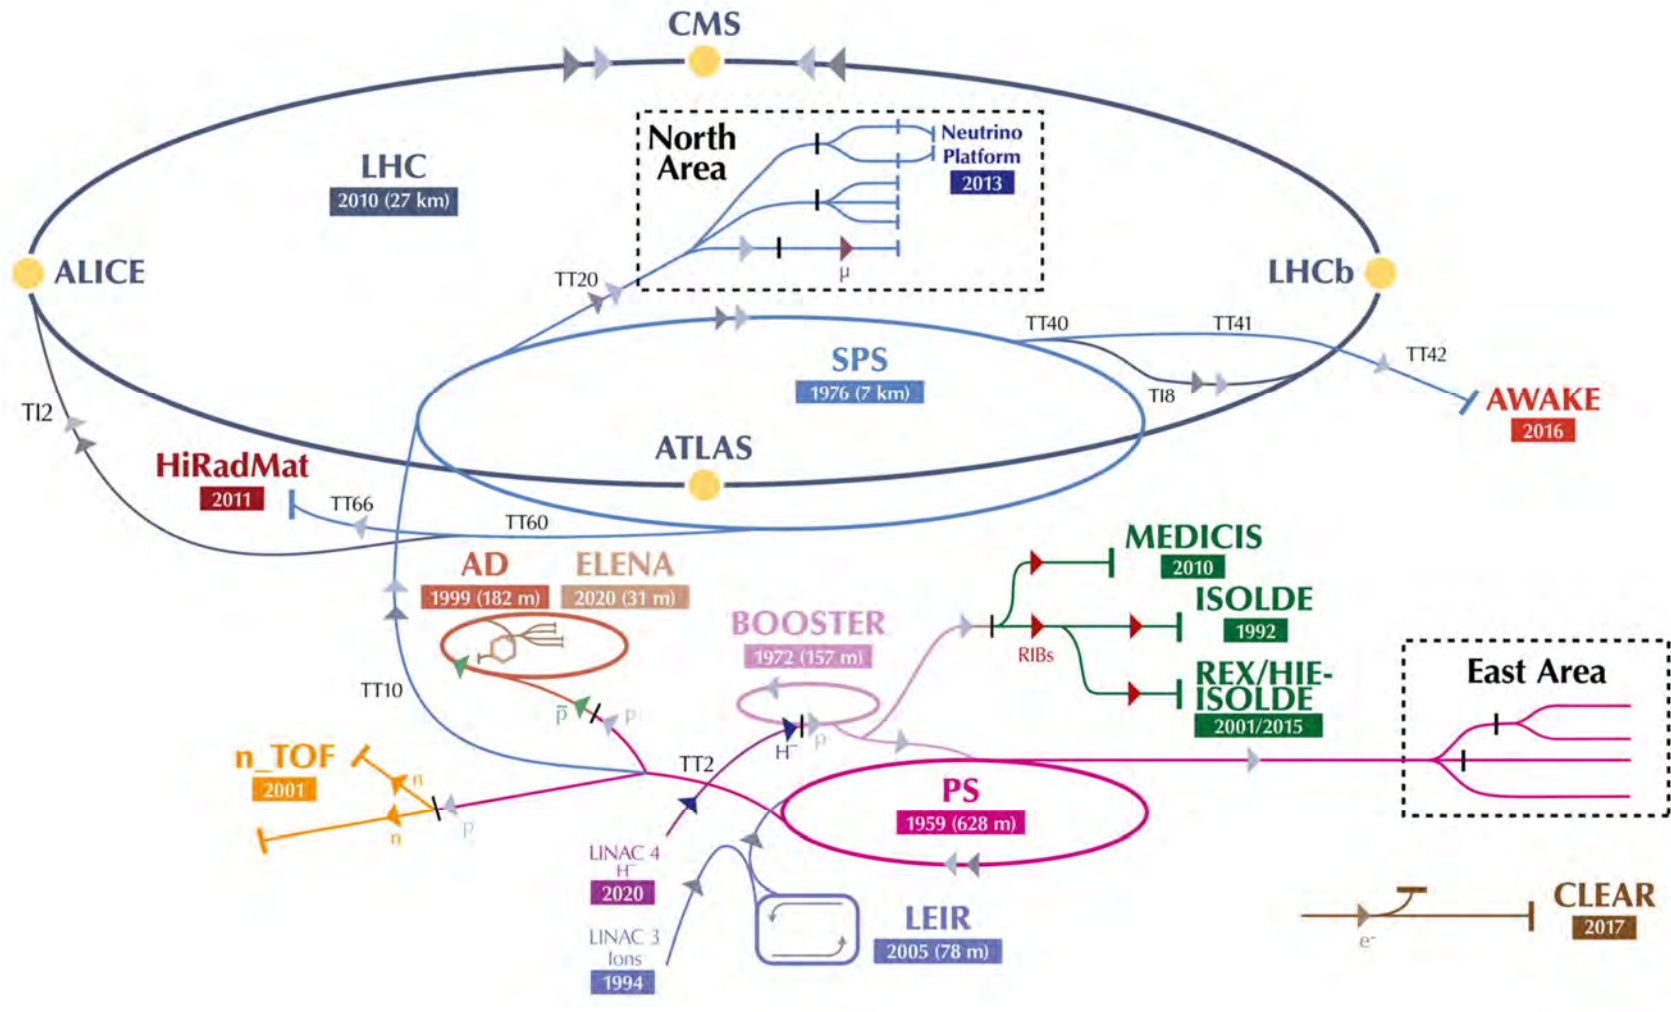 CMS
North
Area
Neutrino
Platform
2013
LHC
2010 (27 km)
μ
ALICE
LHCb
TT20
TT40
TT41
TT42
TI8
SPS
1976 (7 km)
AWAKE
2016
TI2
ATLAS
HiRadMat
2011
TT66
TT60
AD
1999 (182 m)
ELENA
2020 (31 m)
MEDICIS
2010
ISOLDE
1992
RIBs
REX/HIE-
ISOLDE
2001/2015
BOOSTER
1972 (157 m)
East Area
TT10
p̄
p
H⁻
p
TT2
n_TOF
2001
n
n
p
PS
1959 (628 m)
LINAC 4
H⁻
2020
LINAC 3
Ions
1994
LEIR
2005 (78 m)
CLEAR
2017
e⁻